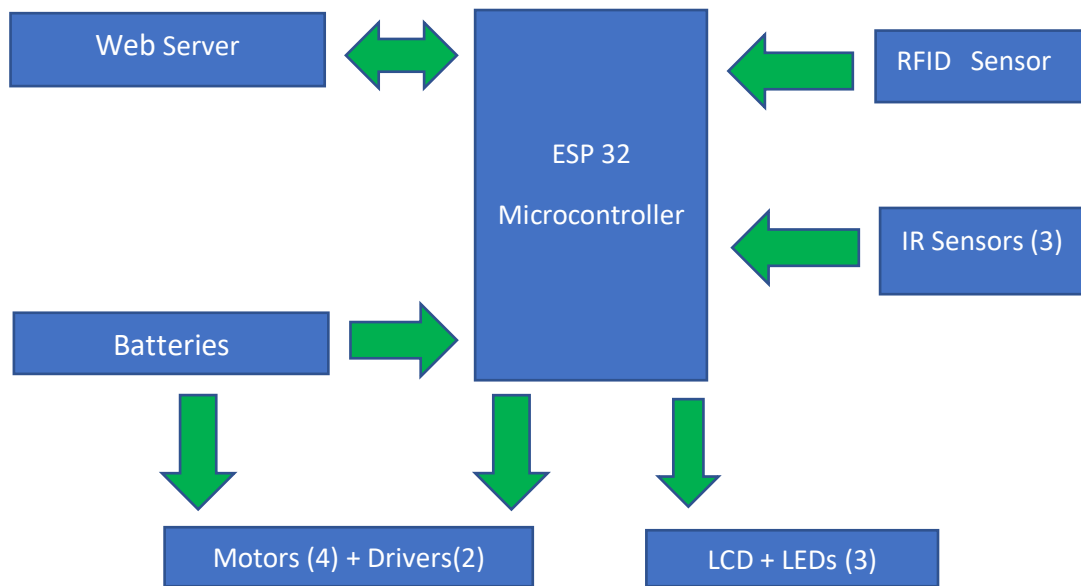 Web Server
RFID Sensor
ESP 32
Microcontroller
IR Sensors (3)
Batteries
Motors (4) + Drivers(2)
LCD + LEDs (3)